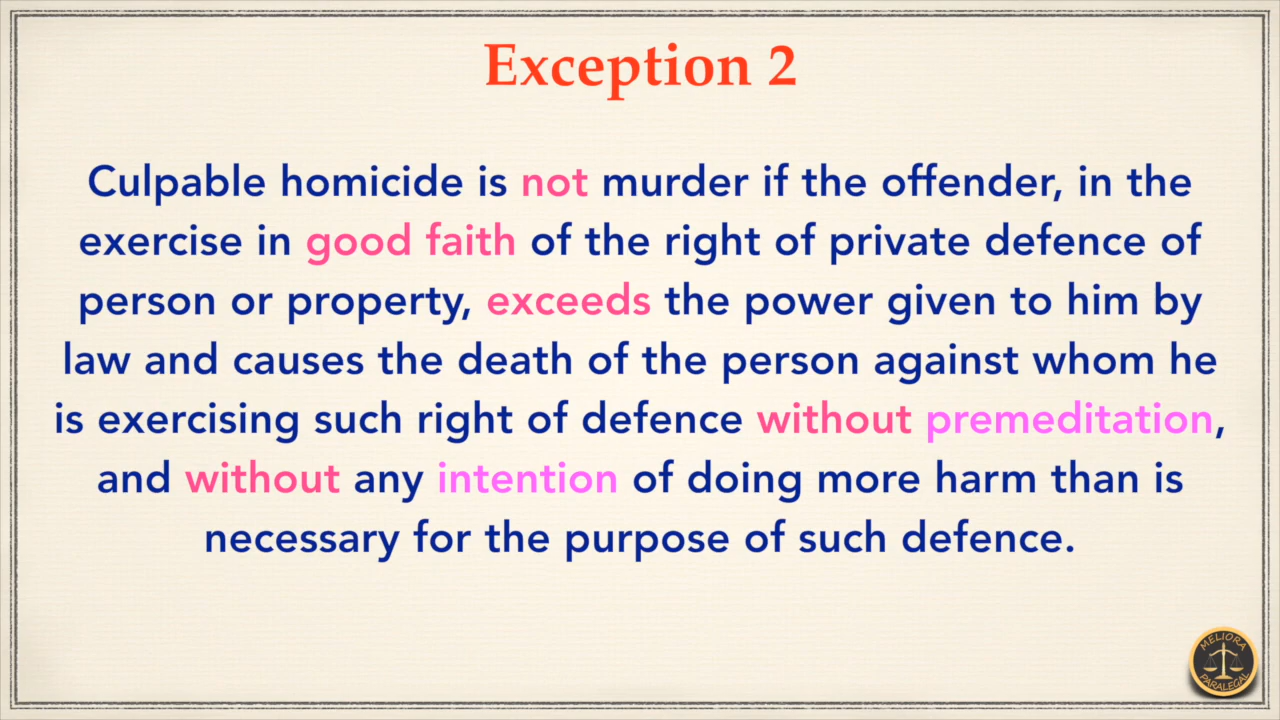 Exception 2
Culpable homicide is not murder if the offender, in the
exercise in good faith of the right of private defence of
person or property, exceeds the power given to him by
law and causes the death of the person against whom he
is exercising such right of defence without premeditation,
and without any intention of doing more harm than is
necessary for the purpose of such defence.
MELIORA
PARALEGAL